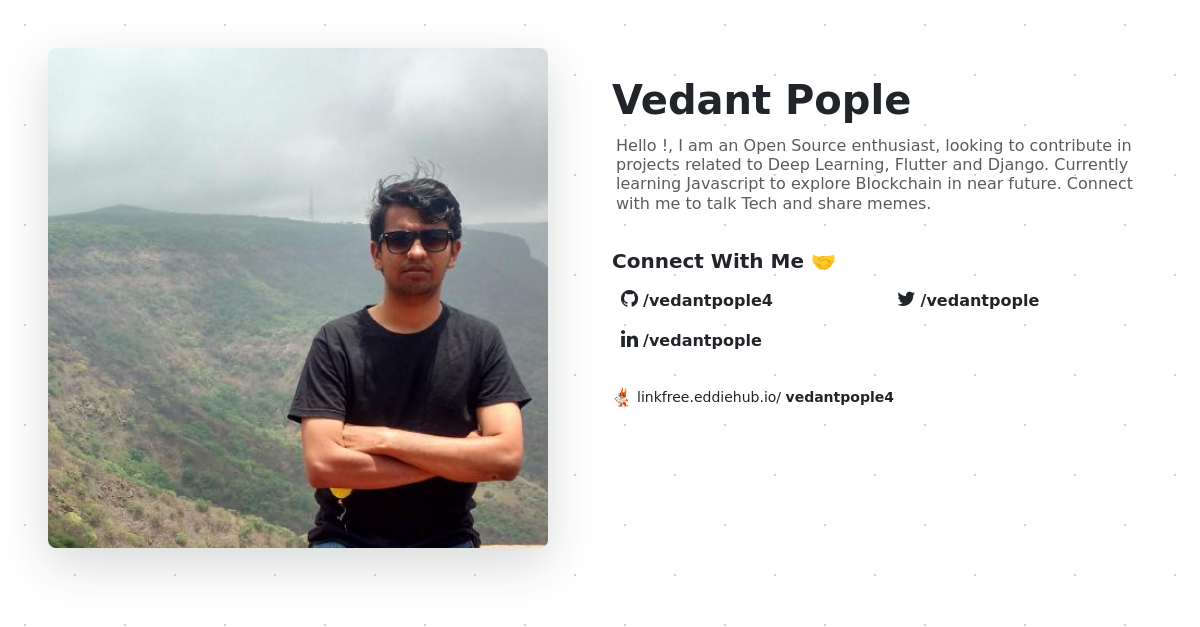 Vedant Pople
Hello !, I am an Open Source enthusiast, looking to contribute in
projects related to Deep Learning, Flutter and Django. Currently
learning Javascript to explore Blockchain in near future. Connect
with me to talk Tech and share memes.
Connect With Me 🤝
/vedantpople4 /vedantpople
/vedantpople
linkfree.eddiehub.io/ vedantpople4